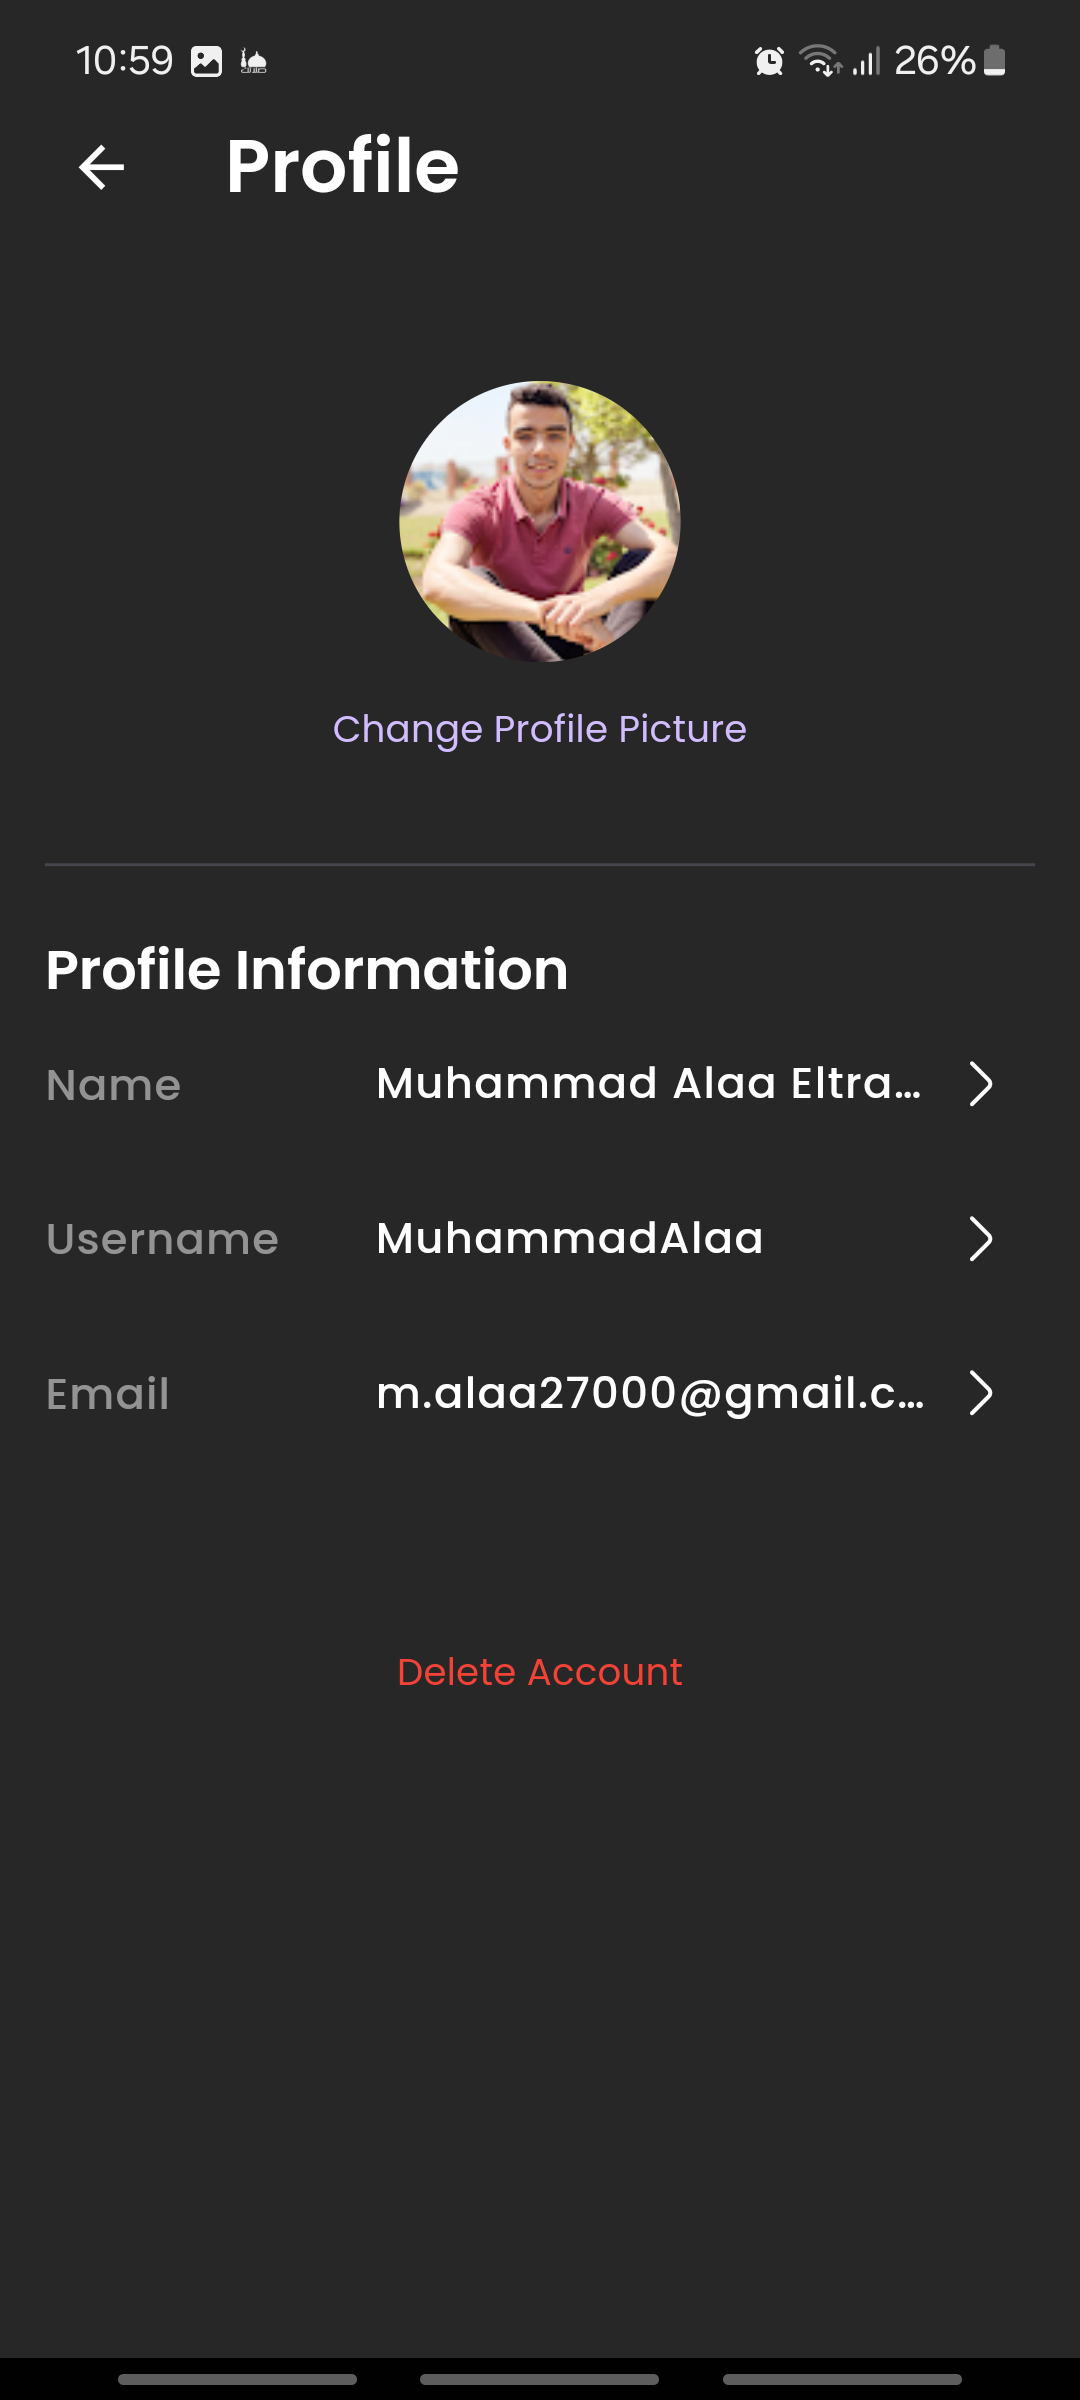 10:59 26%
Profile
Change Profile Picture
Profile Information
Name Muhammad Alaa Eltra...
Username MuhammadAlaa
Email m.alaa27000@gmail.c...
Delete Account